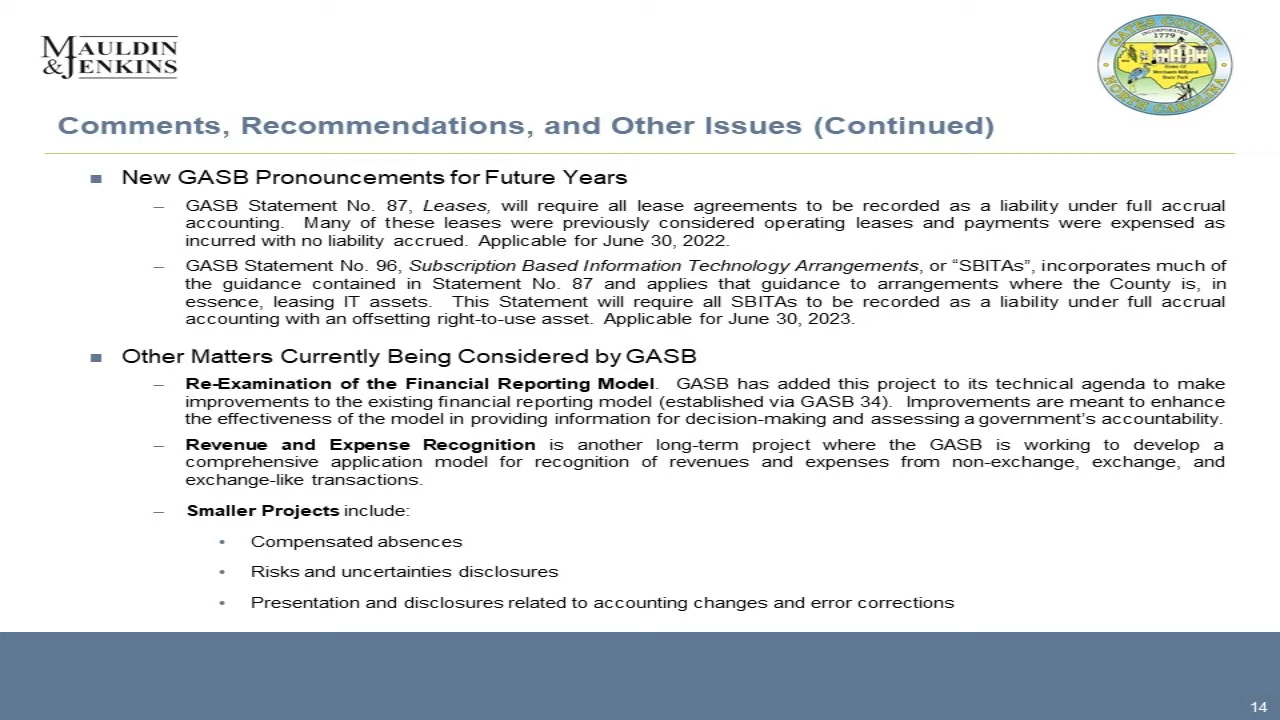 MAULDIN
&JENKINS
GATES COUNTY
INCORPORATED
1779
Home Of
Merchants Millpond
State Park
NORTH CAROLINA
Comments, Recommendations, and Other Issues (Continued)
New GASB Pronouncements for Future Years
– GASB Statement No. 87, Leases, will require all lease agreements to be recorded as a liability under full accrual
accounting. Many of these leases were previously considered operating leases and payments were expensed as
incurred with no liability accrued. Applicable for June 30, 2022.
– GASB Statement No. 96, Subscription Based Information Technology Arrangements, or “SBITAs”, incorporates much of
the guidance contained in Statement No. 87 and applies that guidance to arrangements where the County is, in
essence, leasing IT assets. This Statement will require all SBITAs to be recorded as a liability under full accrual
accounting with an offsetting right-to-use asset. Applicable for June 30, 2023.
Other Matters Currently Being Considered by GASB
– Re-Examination of the Financial Reporting Model. GASB has added this project to its technical agenda to make
improvements to the existing financial reporting model (established via GASB 34). Improvements are meant to enhance
the effectiveness of the model in providing information for decision-making and assessing a government’s accountability.
– Revenue and Expense Recognition is another long-term project where the GASB is working to develop a
comprehensive application model for recognition of revenues and expenses from non-exchange, exchange, and
exchange-like transactions.
– Smaller Projects include:
• Compensated absences
• Risks and uncertainties disclosures
• Presentation and disclosures related to accounting changes and error corrections
14